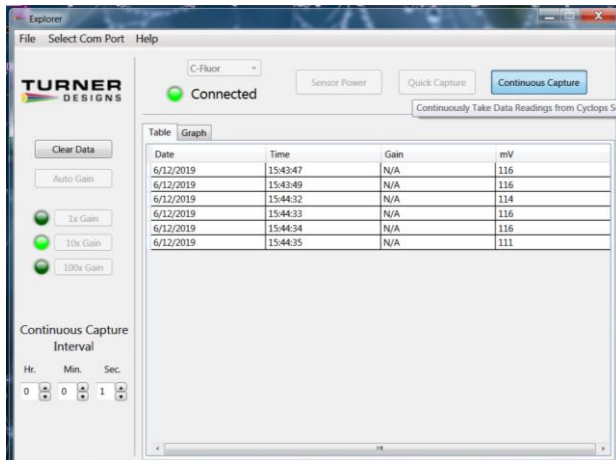 Explorer
File Select Com Port Help
TURNER
DESIGNS
C-Fluor
Connected
Sensor Power
Quick Capture
Continuous Capture
Continuously Take Data Readings from Cyclops S
Clear Data
Auto Gain
1x Gain
10x Gain
100x Gain
Continuous Capture
Interval
Hr. Min. Sec.
0 0 1
Table Graph
Date Time Gain mV
6/12/2019 15:43:47 N/A 116
6/12/2019 15:43:49 N/A 116
6/12/2019 15:44:32 N/A 114
6/12/2019 15:44:33 N/A 116
6/12/2019 15:44:34 N/A 116
6/12/2019 15:44:35 N/A 111